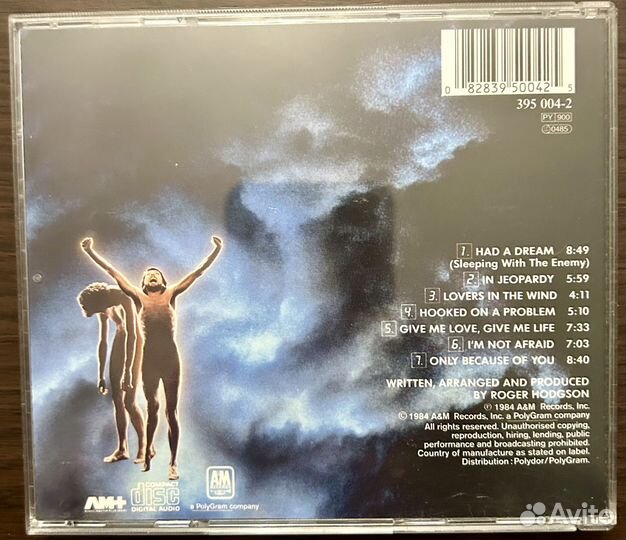 0 82839 50042 5
395 004-2
PY 900
0485
1. HAD A DREAM 8:49
(Sleeping With The Enemy)
2. IN JEOPARDY 5:59
3. LOVERS IN THE WIND 4:11
4. HOOKED ON A PROBLEM 5:10
5. GIVE ME LOVE, GIVE ME LIFE 7:33
6. I'M NOT AFRAID 7:03
7. ONLY BECAUSE OF YOU 8:40
WRITTEN, ARRANGED AND PRODUCED
BY ROGER HODGSON
℗ 1984 A&M Records, Inc.
© 1984 A&M Records, Inc. a PolyGram company
All rights reserved. Unauthorised copying,
reproduction, hiring, lending, public
performance and broadcasting prohibited.
Country of manufacture as stated on label.
Distribution: Polydor/PolyGram.
AM+
COMPACT
disc
DIGITAL AUDIO
A&M
RECORDS
a PolyGram company
Avito